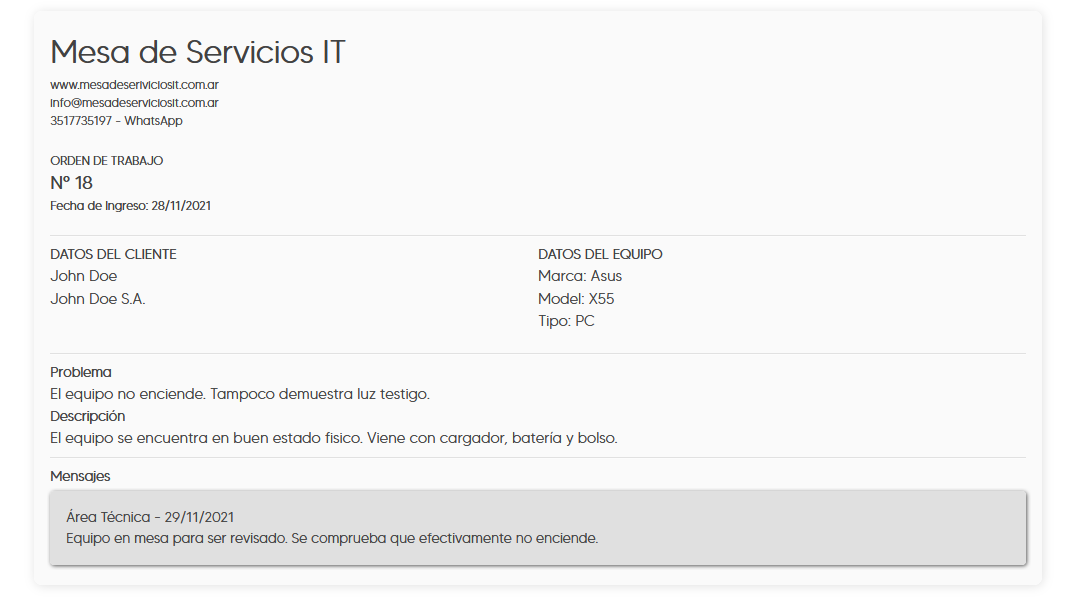 Mesa de Servicios IT
www.mesadeseriviciosit.com.ar
info@mesadeserviciosit.com.ar
3517735197 - WhatsApp
ORDEN DE TRABAJO
Nº 18
Fecha de Ingreso: 28/11/2021
DATOS DEL CLIENTE
John Doe
John Doe S.A.
DATOS DEL EQUIPO
Marca: Asus
Model: X55
Tipo: PC
Problema
El equipo no enciende. Tampoco demuestra luz testigo.
Descripción
El equipo se encuentra en buen estado fisico. Viene con cargador, batería y bolso.
Mensajes
Área Técnica - 29/11/2021
Equipo en mesa para ser revisado. Se comprueba que efectivamente no enciende.